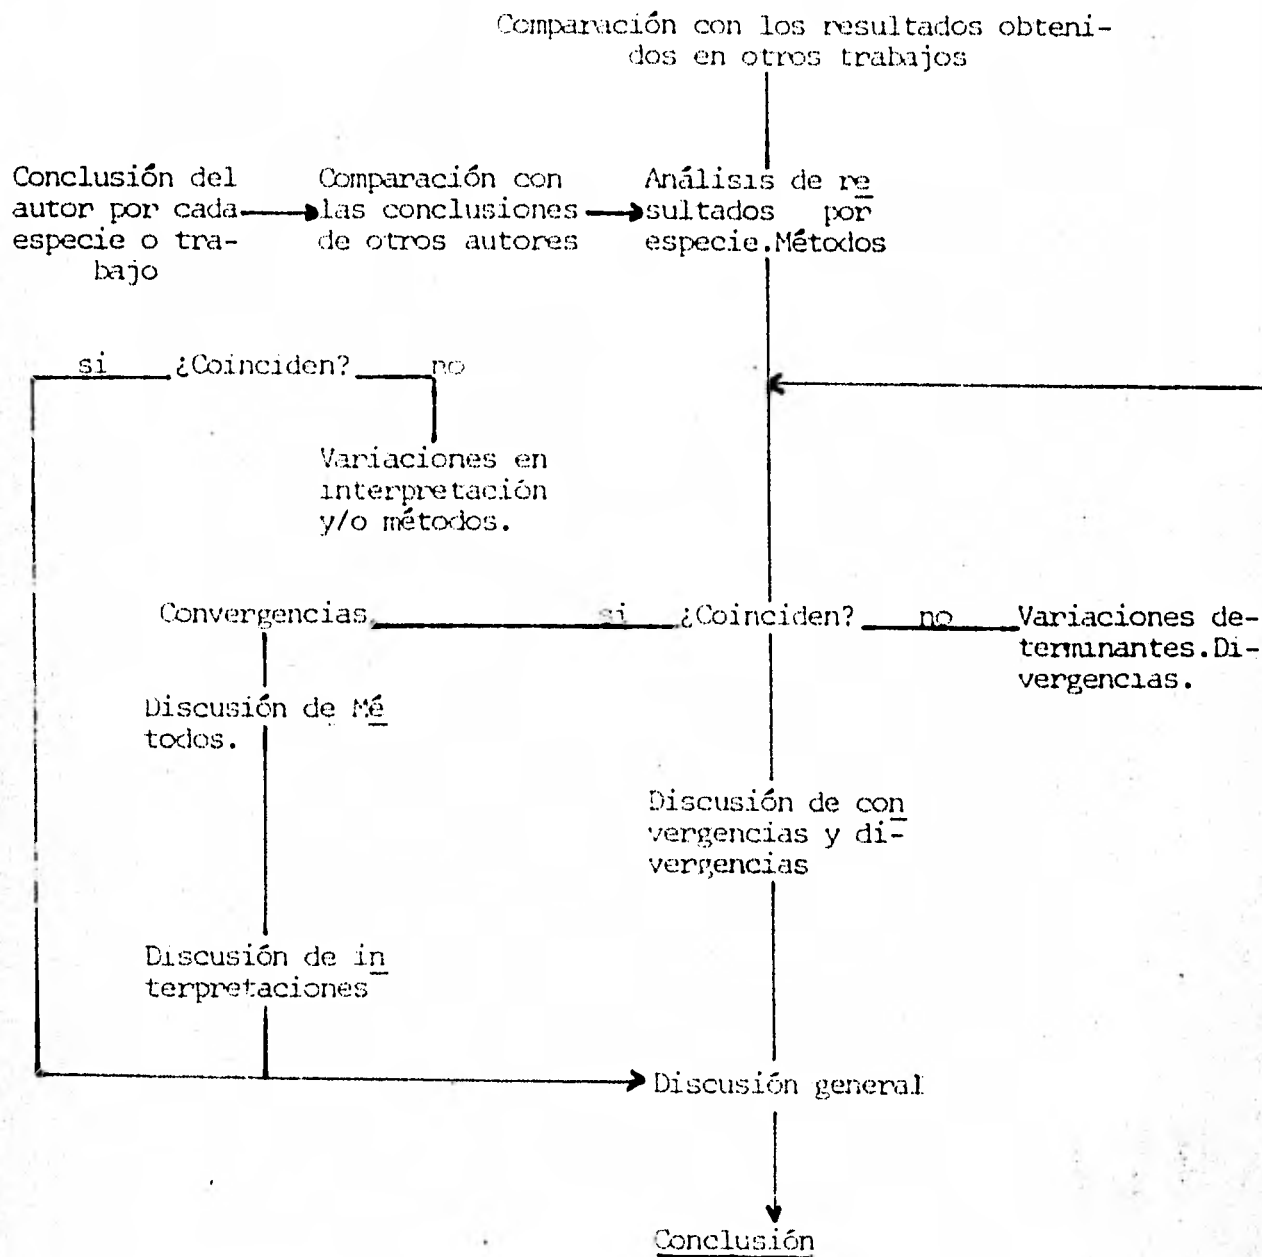 Comparación con los resultados obteni-
dos en otros trabajos
Conclusión del
autor por cada
especie o tra-
bajo
Comparación con
las conclusiones
de otros autores
Análisis de re
sultados por
especie.Métodos
si ¿Coinciden? no
Variaciones en
interpretación
y/o métodos.
Convergencias si ¿Coinciden? no Variaciones de-
terminantes.Di-
vergencias.
Discusión de Mé
todos.
Discusión de con
vergencias y di-
vergencias
Discusión de in
terpretaciones
Discusión general
Conclusión